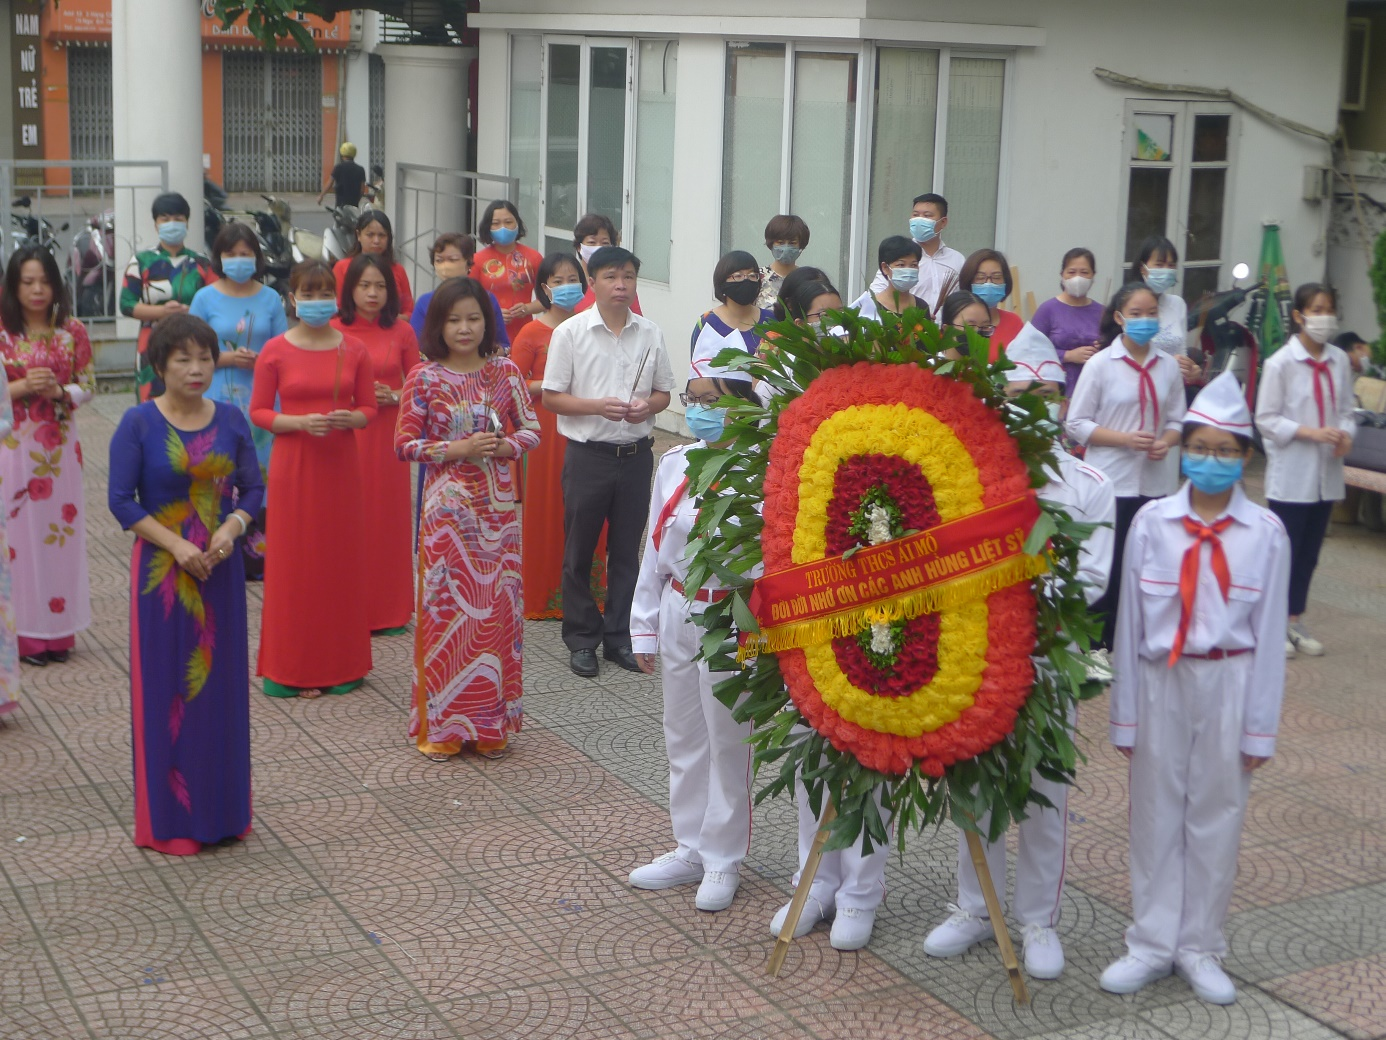 NAM
NỮ
TRẺ
EM
TRƯỜNG THCS ÁI MỘ
ĐỜI ĐỜI NHỚ ƠN CÁC ANH HÙNG LIỆT SỸ